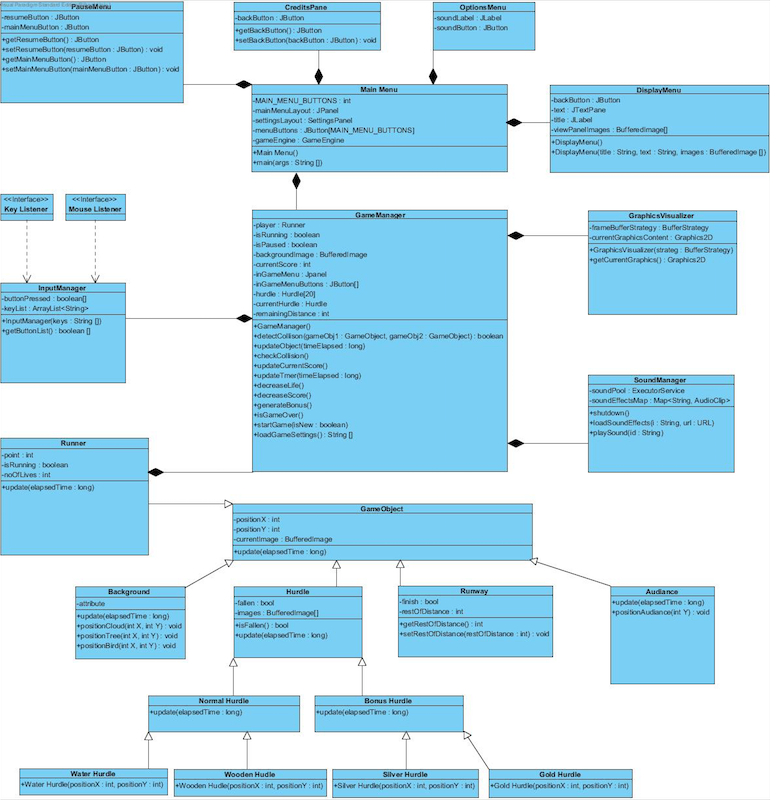 Visual Paradigm Standard Edition
PauseMenu
-resumeButton : JButton
-mainMenuButton : JButton
+getResumeButton() : JButton
+setResumeButton(resumeButton : JButton) : void
+getMainMenuButton() : JButton
+setMainMenuButton(mainMenuButton : JButton) : void
CreditsPane
-backButton : JButton
+getBackButton() : JButton
+setBackButton(backButton : JButton) : void
OptionsMenu
-soundLabel : JLabel
-soundButton : JButton
Main Menu
-MAIN_MENU_BUTTONS : int
-mainMenuLayout : JPanel
-settingsLayout : SettingsPanel
-menuButtons : JButton[MAIN_MENU_BUTTONS]
-gameEngine : GameEngine
+Main Menu()
+main(args : String [])
DisplayMenu
-backButton : JButton
-text : JTextPane
-title : JLabel
-viewPanelImages : BufferedImage[]
+DisplayMenu()
+DisplayMenu(title : String, text : String, images : BufferedImage [])
<<Interface>>
Key Listener
<<Interface>>
Mouse Listener
InputManager
-buttonPressed : boolean[]
-keyList : ArrayList<String>
+InputManager(keys : String [])
+getButtonList() : boolean []
GameManager
-player : Runner
-isRunning : boolean
-isPaused : boolean
-backgroundImage : BufferedImage
-currentScore : int
-inGameMenu : Jpanel
-inGameMenuButtons : JButton[]
-hurdle : Hurdle[20]
-currentHurdle : Hurdle
-remainingDistance : int
+GameManager()
+detectCollison(gameObj1 : GameObject, gameObj2 : GameObject) : boolean
+updateObject(timeElapsed : long)
+checkCollision()
+updateCurrentScore()
+updateTmer(timeElapsed : long)
+decreaseLife()
+decreaseScore()
+generateBonus()
+isGameOver()
+startGame(isNew : boolean)
+loadGameSettings() : String []
GraphicsVisualizer
-frameBufferStrategy : BufferStrategy
-currentGraphicsContent : Graphics2D
+GraphicsVisualizer(strateg : BufferStrategy)
+getCurrentGraphics() : Graphics2D
SoundManager
-soundPool : ExecutorService
-soundEffectsMap : Map<String, AudioClip>
+shutdown()
+loadSoundEffects(i : String, url : URL)
+playSound(id : String)
Runner
-point : int
-isRunning : boolean
-noOfLives : int
+update(elapsedTime : long)
GameObject
-positionX : int
-positionY : int
-currentImage : BufferedImage
+update(elapsedTime : long)
Background
-attribute
+update(elapsedTime : long)
+positionCloud(int X, int Y) : void
+positionTree(int X, int Y) : void
+positionBird(int X, int Y) : void
Hurdle
-fallen : bool
-images : BufferedImage[]
+isFallen() : bool
+update(elapsedTime : long)
Runway
-finish : bool
-restOfDistance : int
+getRestOfDistance() : int
+setRestOfDistance(restOfDistance : int) : void
Audiance
+update(elapsedTime : long)
+positionAudiance(int Y) : void
Normal Hurdle
+update(elapsedTime : long)
Bonus Hurdle
+update(elapsedTime : long)
Water Hurdle
+Water Hurdle(positionX : int, positionY : int)
Wooden Hudle
+Wooden Hudle(positionX : int, positionY : int)
Silver Hurdle
+Silver Hurdle(positionX : int, positionY : int)
Gold Hurdle
+Gold Hurdle(positionX : int, positionY : int)